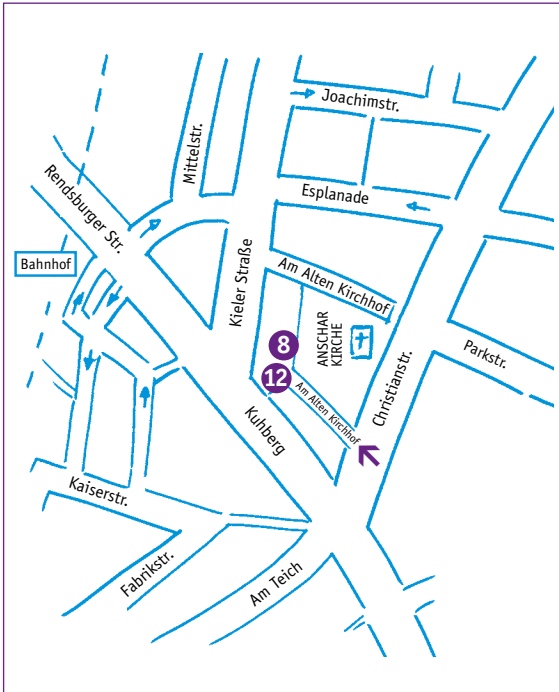 Joachimstr.
Mittelstr.
Rendsburger Str.
Esplanade
Bahnhof
Kieler Straße
Am Alten Kirchhof
ANSCHAR
KIRCHE
8
12
Am Alten Kirchhof
Christianstr.
Parkstr.
Kuhberg
Kaiserstr.
Fabrikstr.
Am Teich